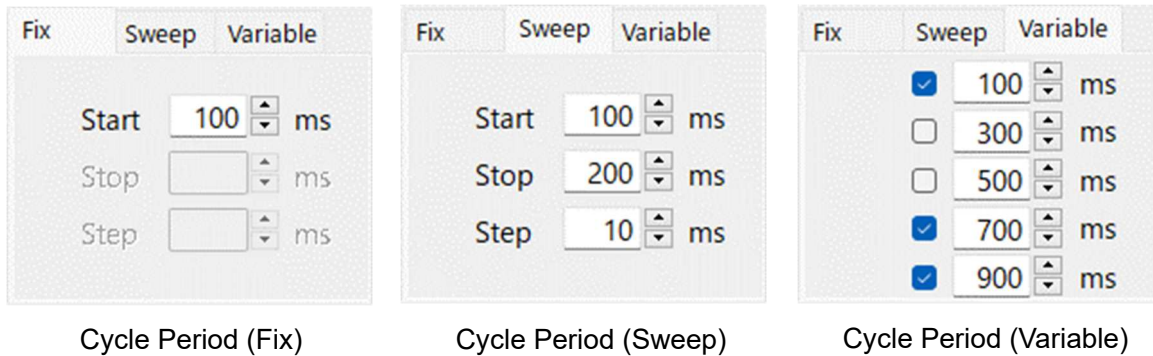 Fix Sweep Variable
Start 100 ms
Stop ms
Step ms
Cycle Period (Fix)
Fix Sweep Variable
Start 100 ms
Stop 200 ms
Step 10 ms
Cycle Period (Sweep)
Fix Sweep Variable
100 ms
300 ms
500 ms
700 ms
900 ms
Cycle Period (Variable)